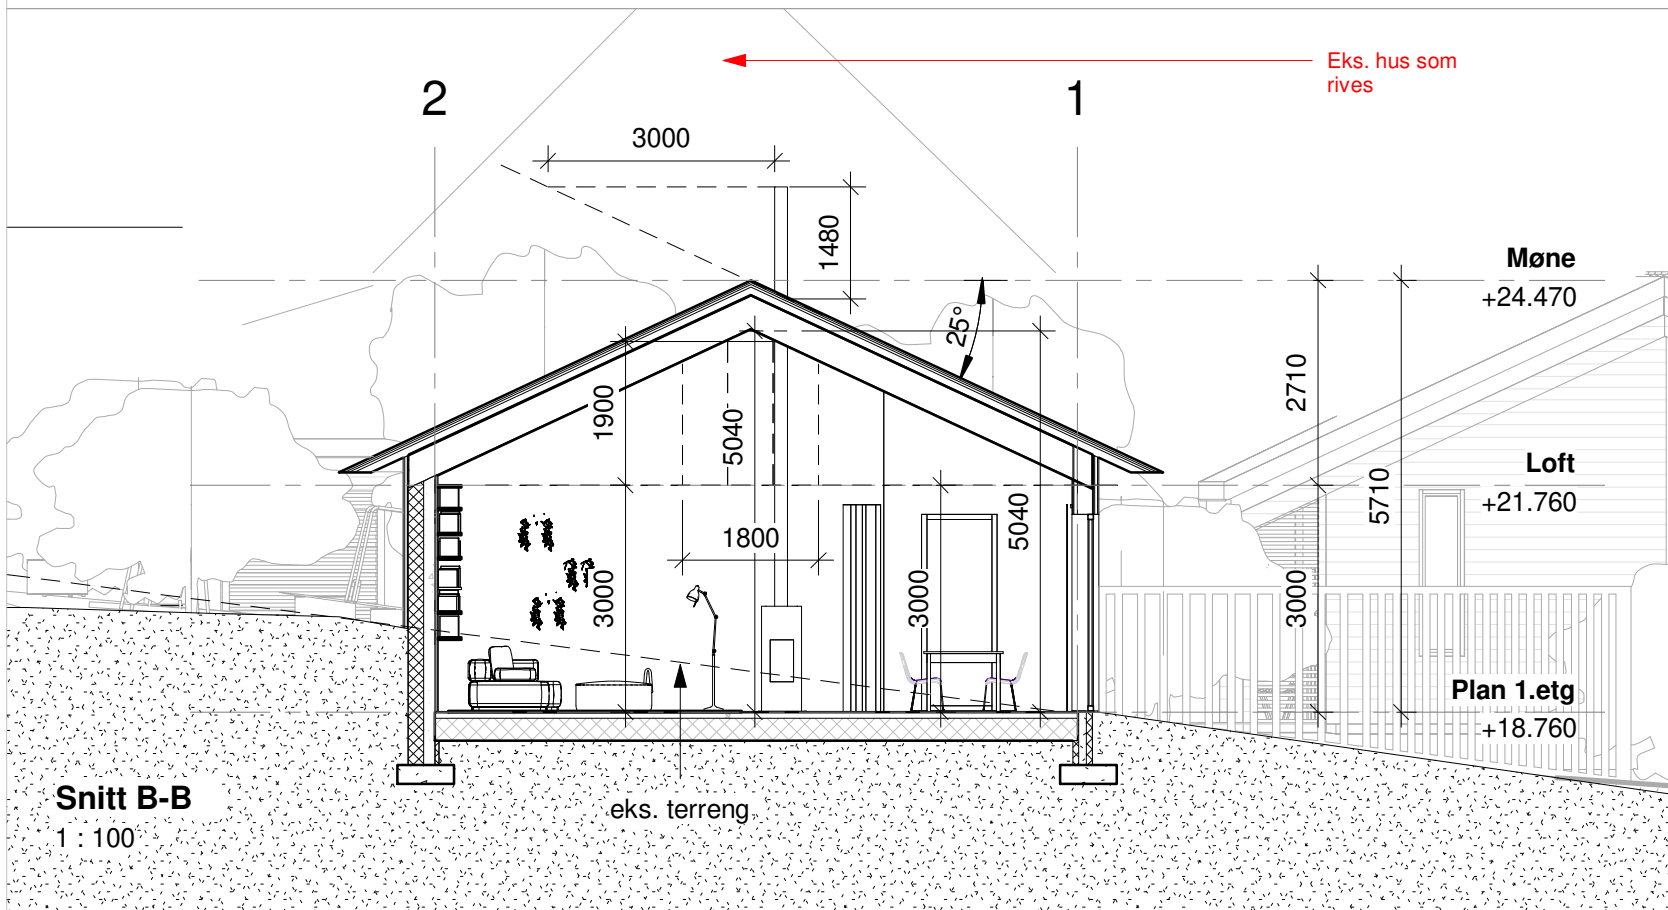 Eks. hus som
rives
2
1
3000
1480
Møne
+24.470
25°
2710
1900
5040
Loft
+21.760
5710
5040
1800
3000
3000
3000
Plan 1.etg
+18.760
Snitt B-B
1 : 100
eks. terreng